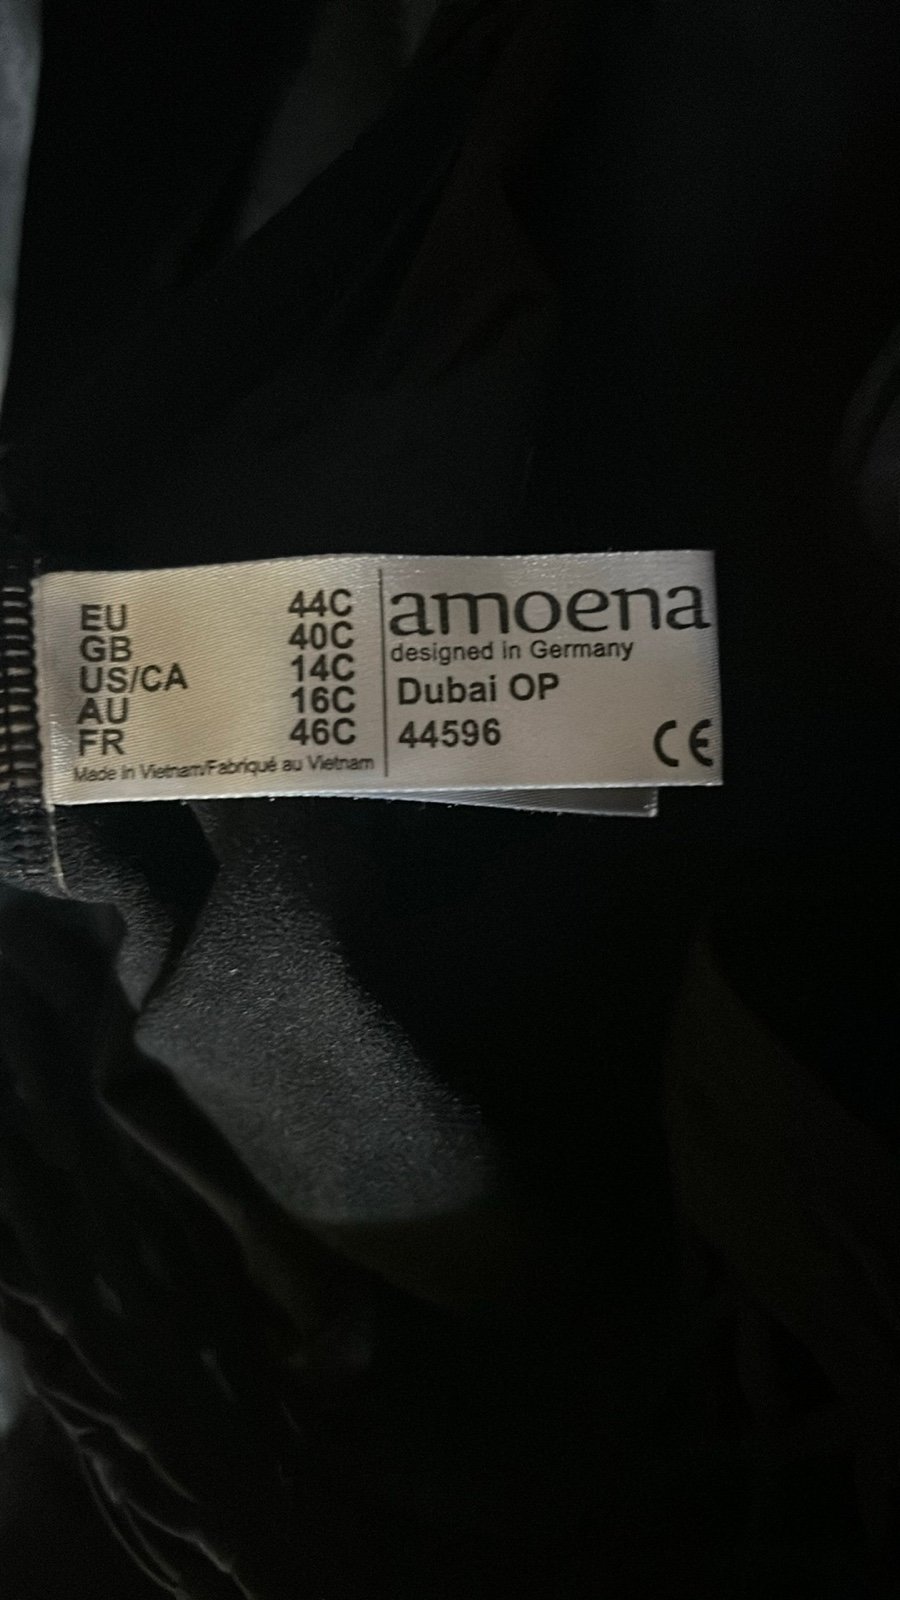 EU 44C
GB 40C
US/CA 14C
AU 16C
FR 46C
Made in Vietnam/Fabriqué au Vietnam
amoena
designed in Germany
Dubai OP
44596
CE